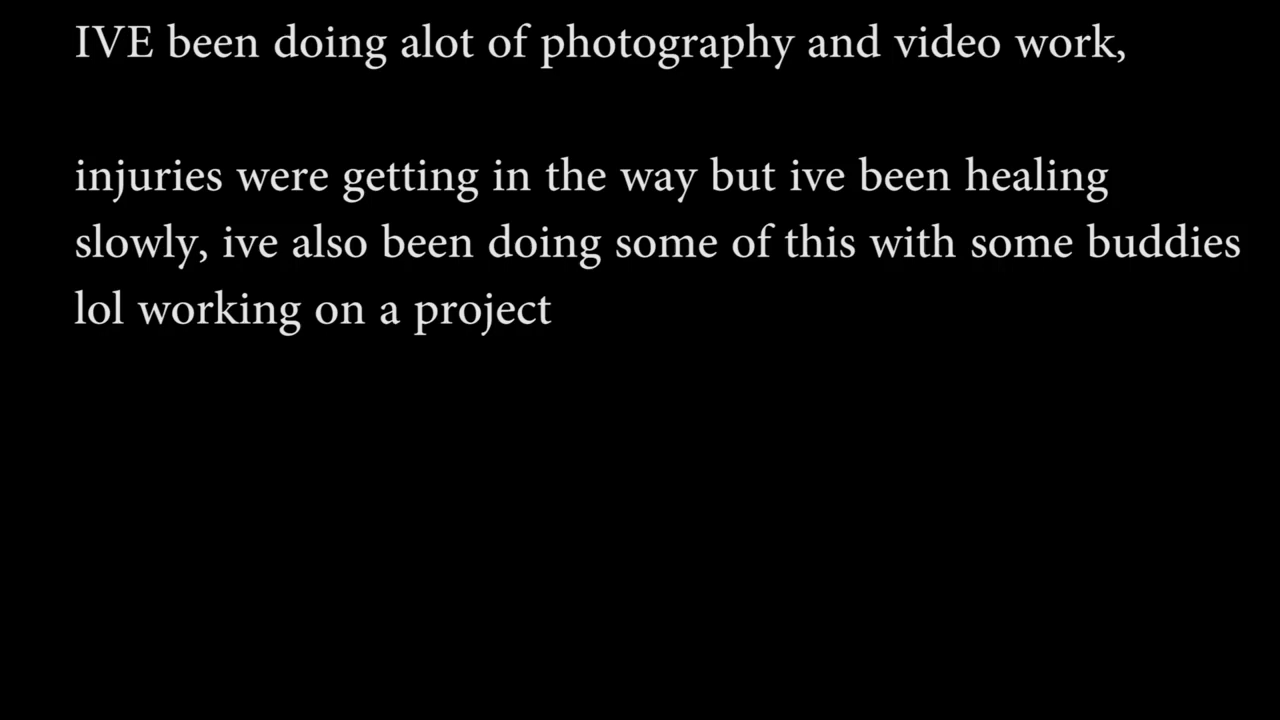 IVE been doing alot of photography and video work,
injuries were getting in the way but ive been healing
slowly, ive also been doing some of this with some buddies
lol working on a project